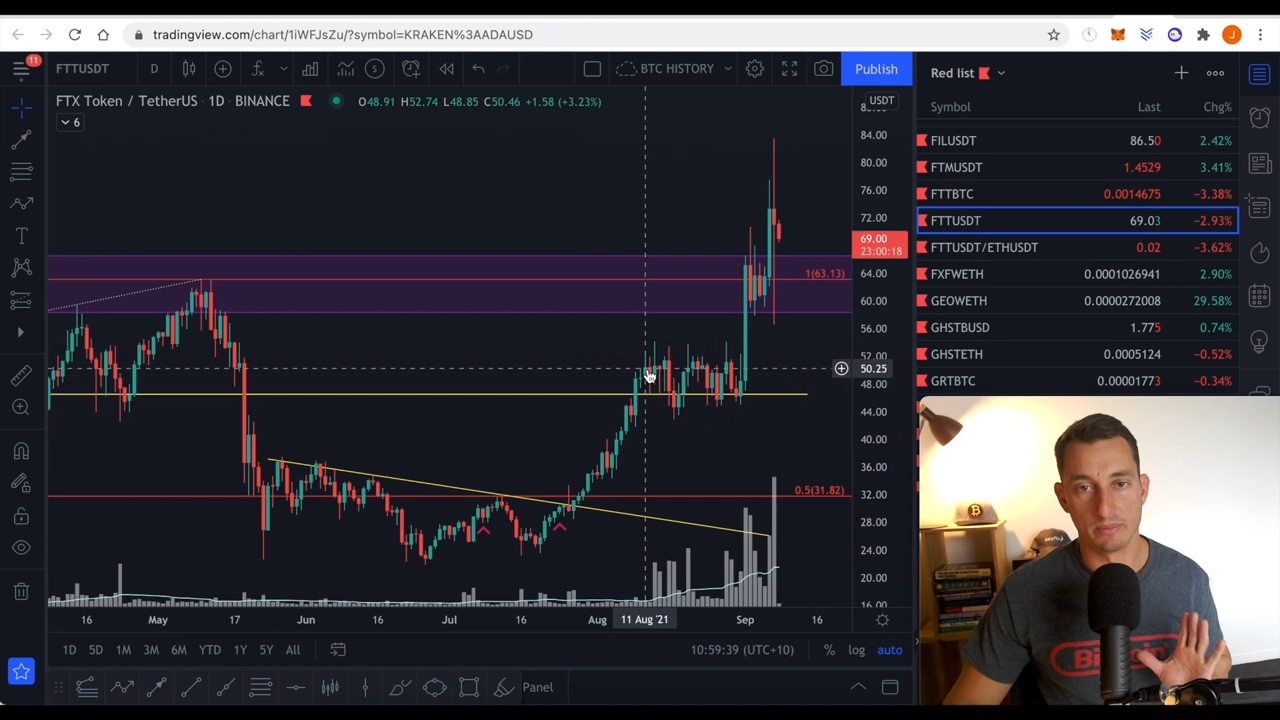 tradingview.com/chart/1iWFJsZu/?symbol=KRAKEN%3AADAUSD
J
11
FTXUSDT D BTC HISTORY Publish
FTX Token / TetherUS · 1D · BINANCE O48.91 H52.74 L48.85 C50.46 +1.58 (+3.23%)
6
USDT
84.00
80.00
76.00
72.00
69.00
23:00:18
64.00
60.00
56.00
52.00
50.25
48.00
44.00
40.00
36.00
32.00
28.00
24.00
20.00
16.00
1(63.13)
0.5(31.82)
16 May 17 Jun 16 Jul 16 Aug 11 Aug '21 Sep 16
1D 5D 1M 3M 6M YTD 1Y 5Y All 10:59:39 (UTC+10) % log auto
Panel
Red list
Symbol Last Chg%
FILUSDT 86.50 2.42%
FTMUSDT 1.4529 3.41%
FTTBTC 0.0014675 −3.38%
FTTUSDT 69.03 −2.93%
FTTUSDT/ETHUSDT 0.02 −3.62%
FXFWETH 0.0001026941 2.90%
GEOWETH 0.0000272008 29.58%
GHSTBUSD 1.775 0.74%
GHSTETH 0.0005124 −0.52%
GRTBTC 0.00001773 −0.34%